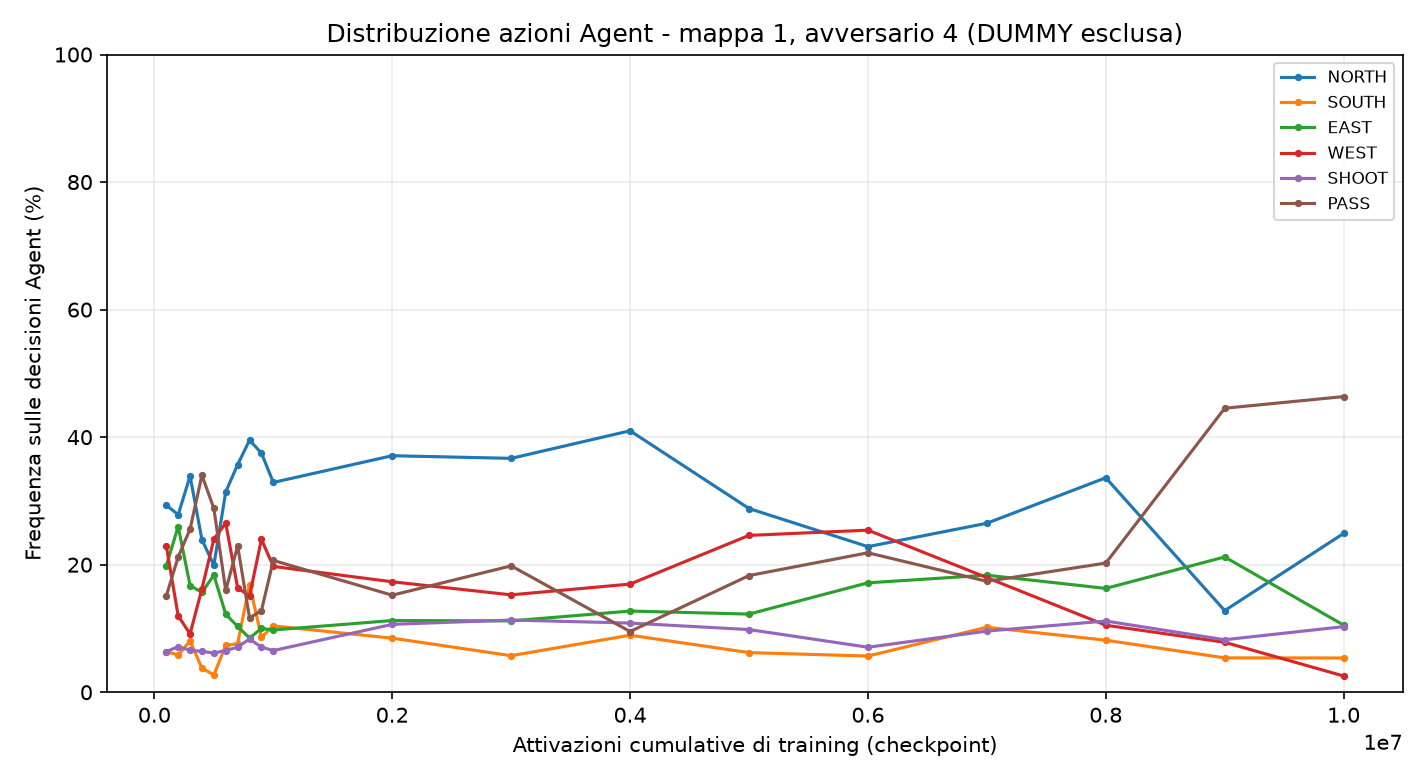 Distribuzione azioni Agent - mappa 1, avversario 4 (DUMMY esclusa)
100
80
60
40
20
0
Frequenza sulle decisioni Agent (%)
NORTH
SOUTH
EAST
WEST
SHOOT
PASS
0.0
0.2
0.4
0.6
0.8
1.0
1e7
Attivazioni cumulative di training (checkpoint)